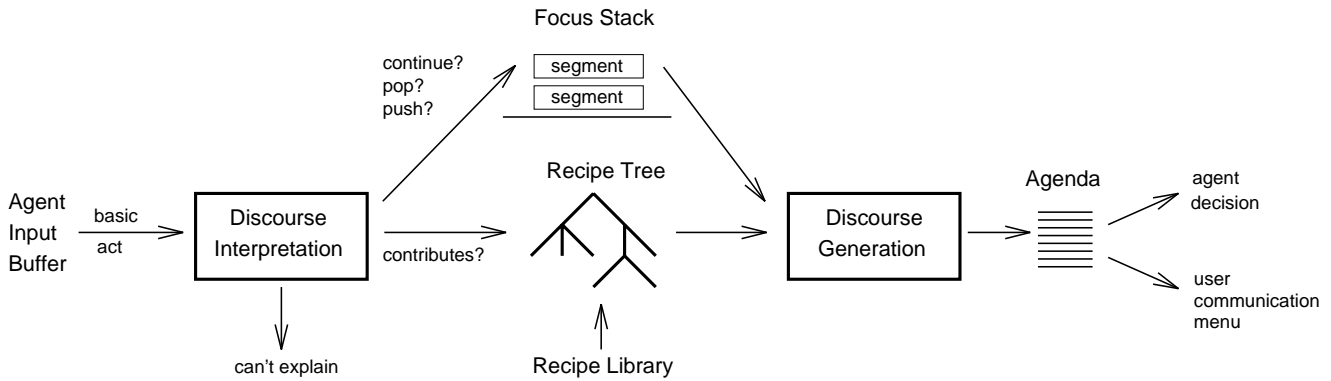 Focus Stack
continue?
pop?
push?
segment
segment
Recipe Tree
Agent
Input
Buffer
basic
act
Discourse
Interpretation
contributes?
Discourse
Generation
Agenda
agent
decision
user
communication
menu
can't explain
Recipe Library